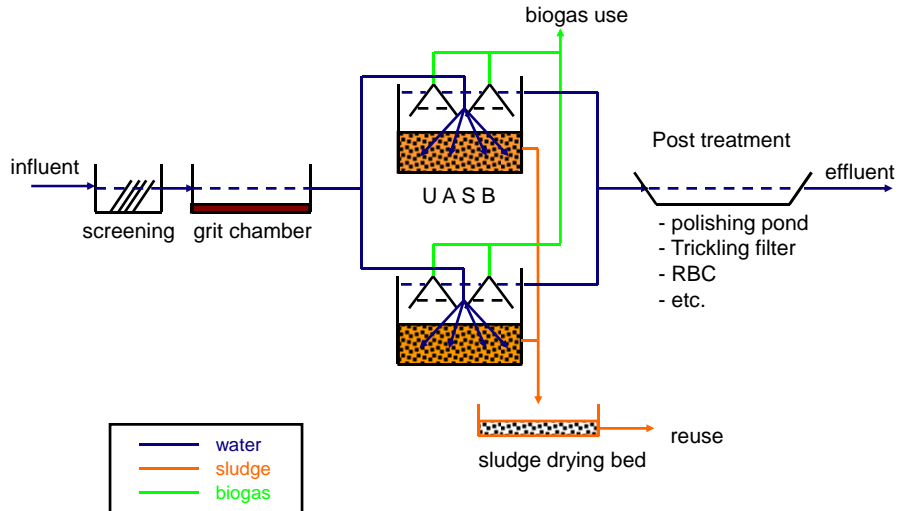 biogas use
influent
screening
grit chamber
U A S B
Post treatment
effluent
- polishing pond
- Trickling filter
- RBC
- etc.
sludge drying bed
reuse
water
sludge
biogas